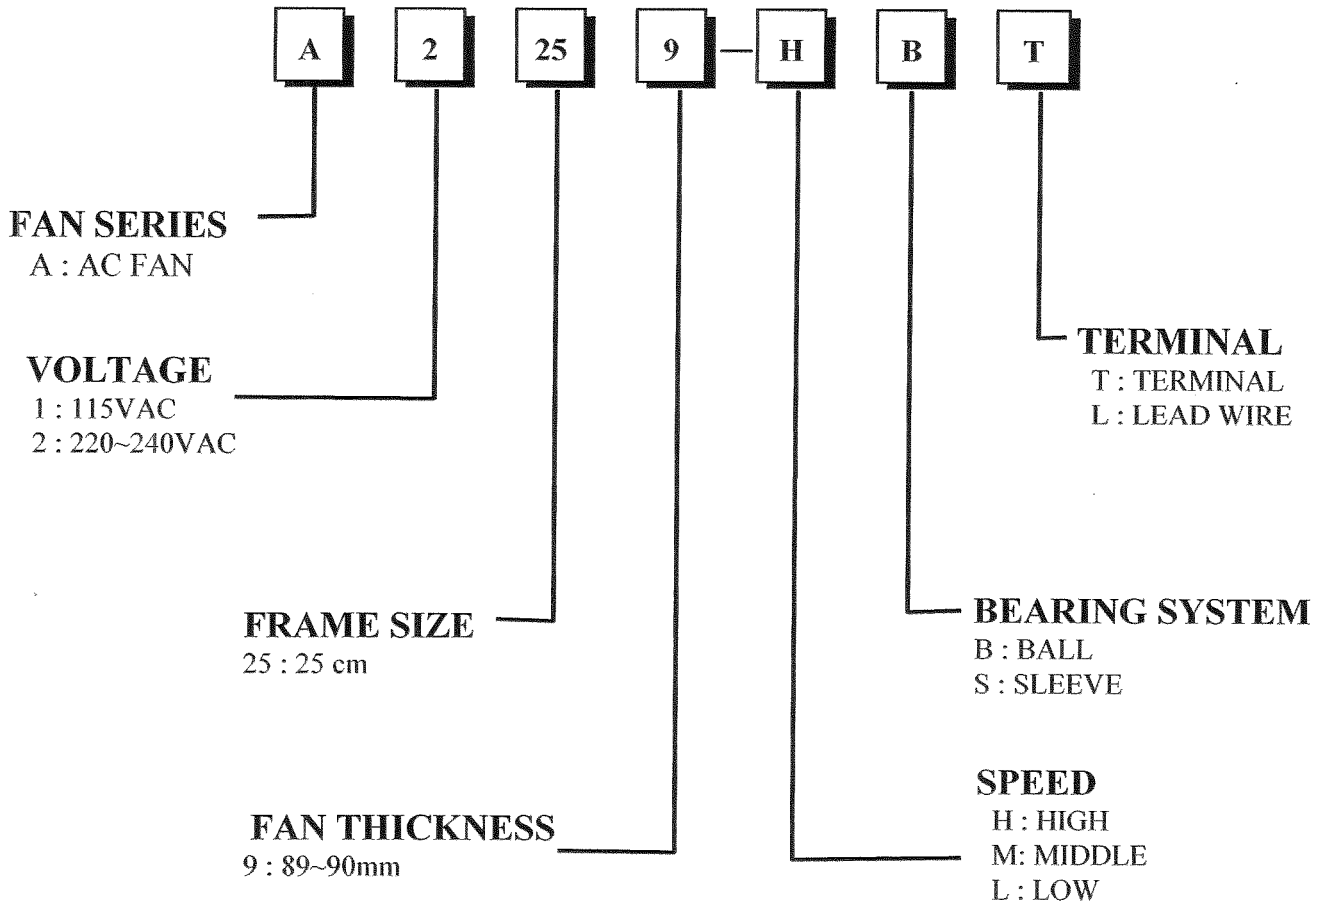 A 2 25 9 — H B T
FAN SERIES
A : AC FAN
VOLTAGE
1 : 115VAC
2 : 220~240VAC
TERMINAL
T : TERMINAL
L : LEAD WIRE
FRAME SIZE
25 : 25 cm
BEARING SYSTEM
B : BALL
S : SLEEVE
FAN THICKNESS
9 : 89~90mm
SPEED
H : HIGH
M: MIDDLE
L : LOW